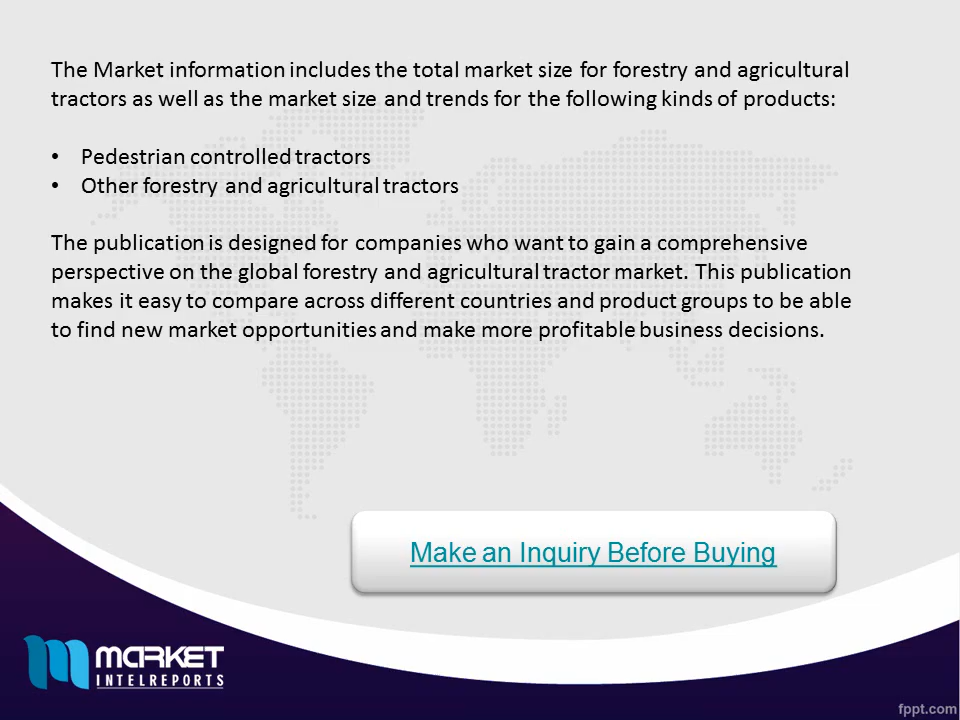 The Market information includes the total market size for forestry and agricultural
tractors as well as the market size and trends for the following kinds of products:
• Pedestrian controlled tractors
• Other forestry and agricultural tractors
The publication is designed for companies who want to gain a comprehensive
perspective on the global forestry and agricultural tractor market. This publication
makes it easy to compare across different countries and product groups to be able
to find new market opportunities and make more profitable business decisions.
Make an Inquiry Before Buying
MARKET
INTELREPORTS
fppt.com